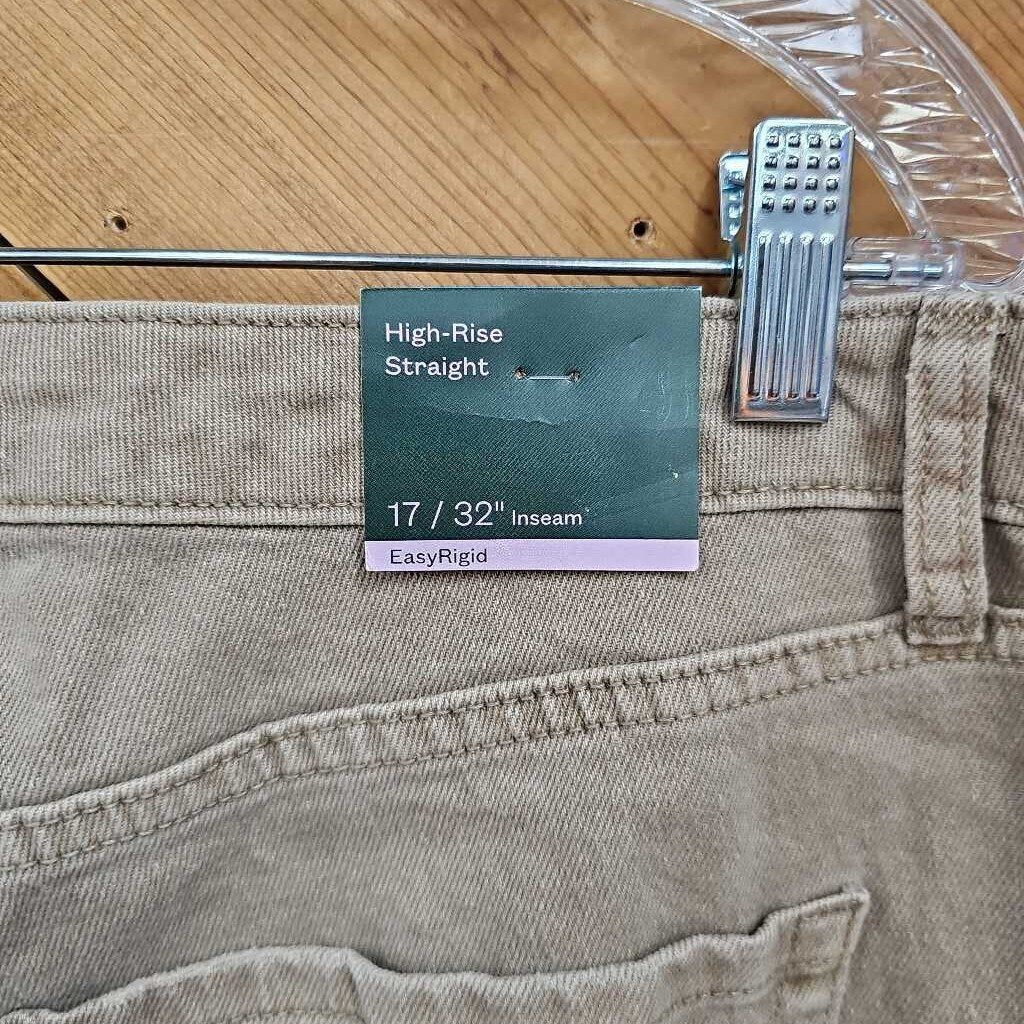 High-Rise
Straight
17 / 32" Inseam
EasyRigid